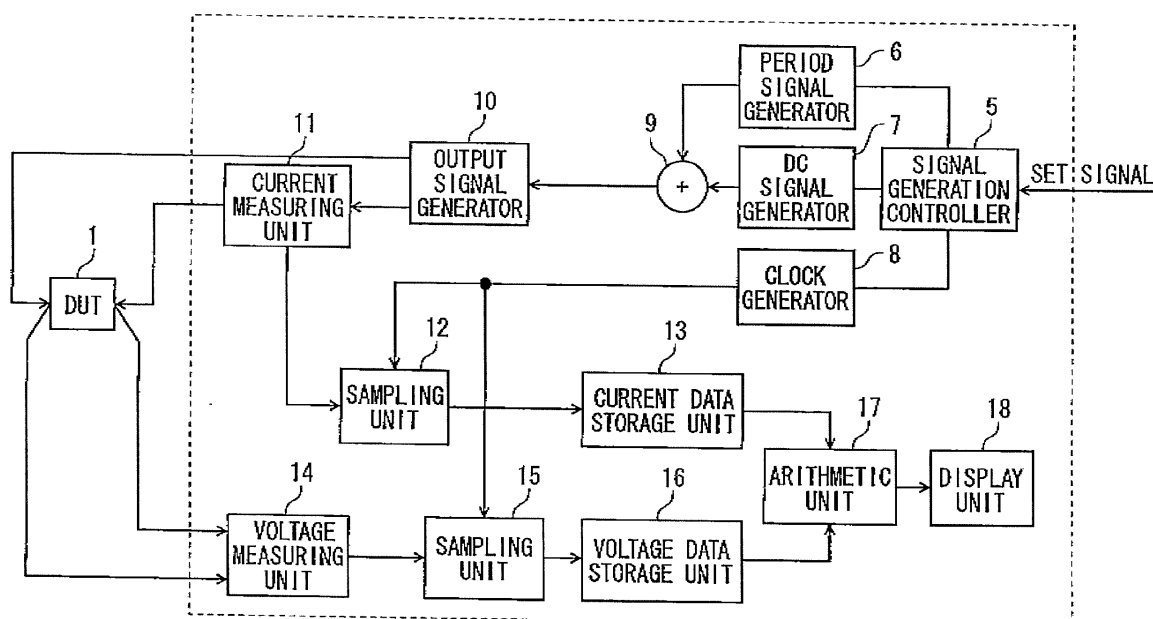 6
PERIOD
SIGNAL
GENERATOR
11
10
9
7
5
CURRENT
MEASURING
UNIT
OUTPUT
SIGNAL
GENERATOR
+
DC
SIGNAL
GENERATOR
SIGNAL
GENERATION
CONTROLLER
SET SIGNAL
1
DUT
8
CLOCK
GENERATOR
12
SAMPLING
UNIT
13
CURRENT DATA
STORAGE UNIT
17
ARITHMETIC
UNIT
18
DISPLAY
UNIT
14
VOLTAGE
MEASURING
UNIT
15
SAMPLING
UNIT
16
VOLTAGE DATA
STORAGE UNIT